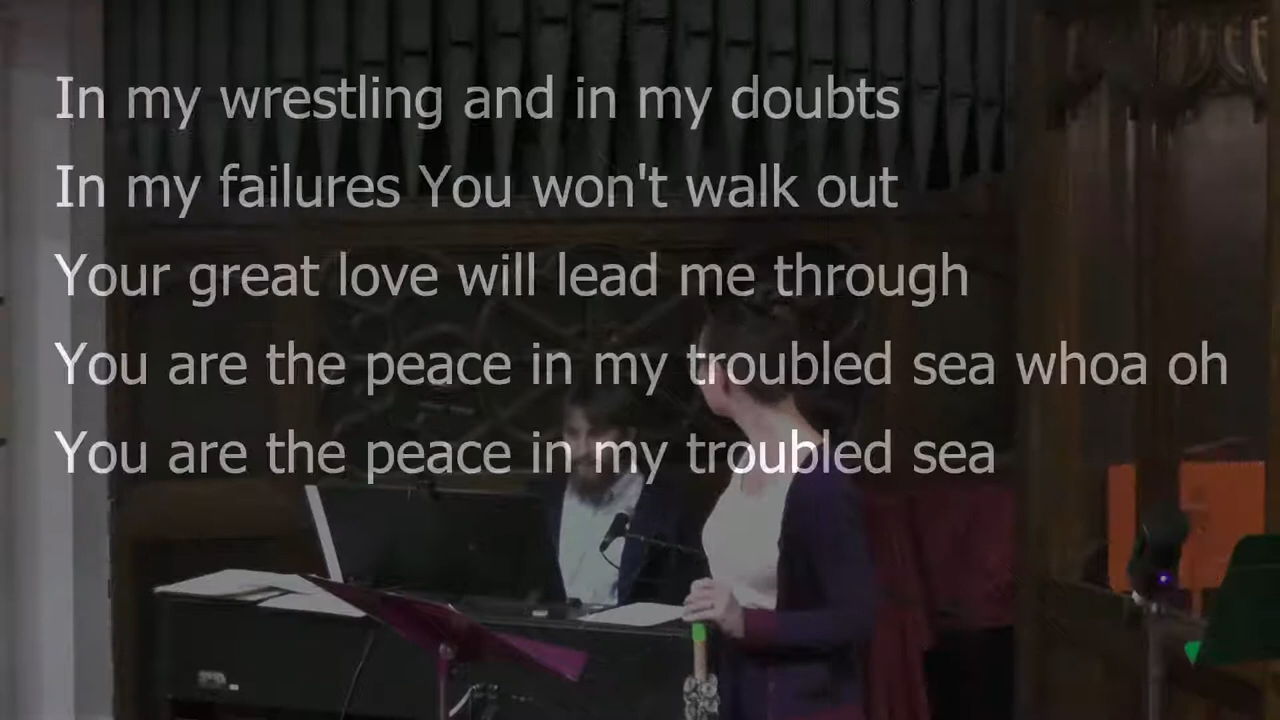 In my wrestling and in my doubts
In my failures You won't walk out
Your great love will lead me through
You are the peace in my troubled sea whoa oh
You are the peace in my troubled sea